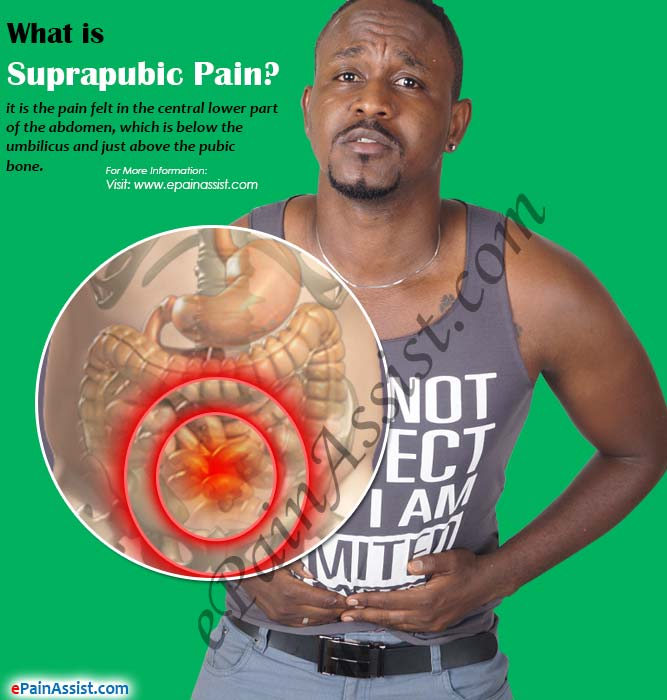 What is
Suprapubic Pain?
it is the pain felt in the central lower part
of the abdomen, which is below the
umbilicus and just above the pubic
bone.
For More Information:
Visit: www.epainassist.com
NOT
ECT
I AM
MITED
ePainAssist.com
ePainAssist.com